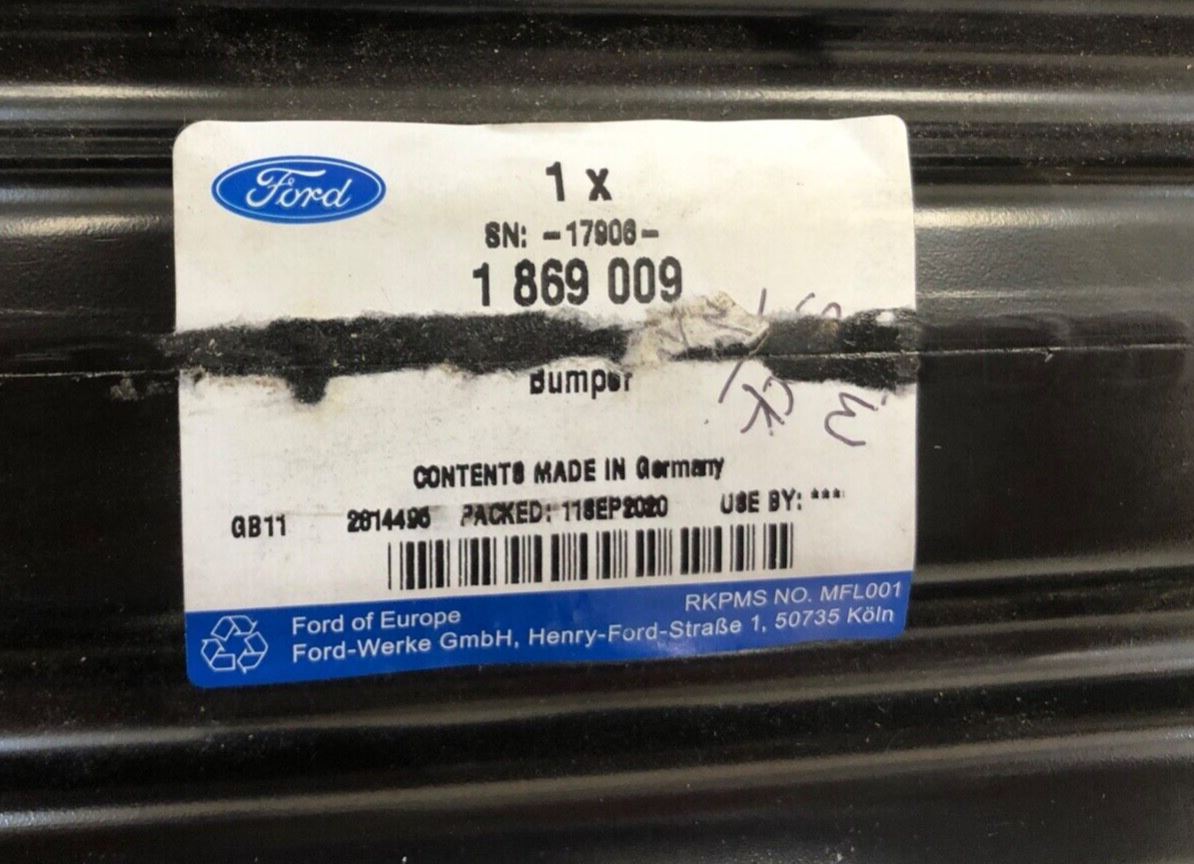 Ford
1 x
SN: -17906-
1 869 009
Bumper
CONTENTS MADE IN Germany
GB11 2614496 PACKED: 11SEP2020 USE BY: ***
RKPMS NO. MFL001
Ford of Europe
Ford-Werke GmbH, Henry-Ford-Straße 1, 50735 Köln